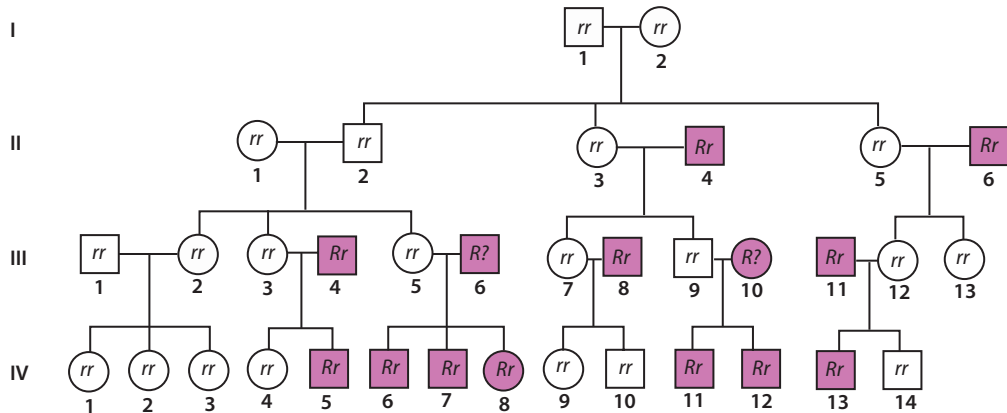 I
rr rr
1 2
II
rr rr rr Rr rr Rr
1 2 3 4 5 6
III
rr rr rr Rr rr R? rr Rr rr R? Rr rr rr
1 2 3 4 5 6 7 8 9 10 11 12 13
IV
rr rr rr rr Rr Rr Rr Rr rr rr Rr Rr Rr rr
1 2 3 4 5 6 7 8 9 10 11 12 13 14